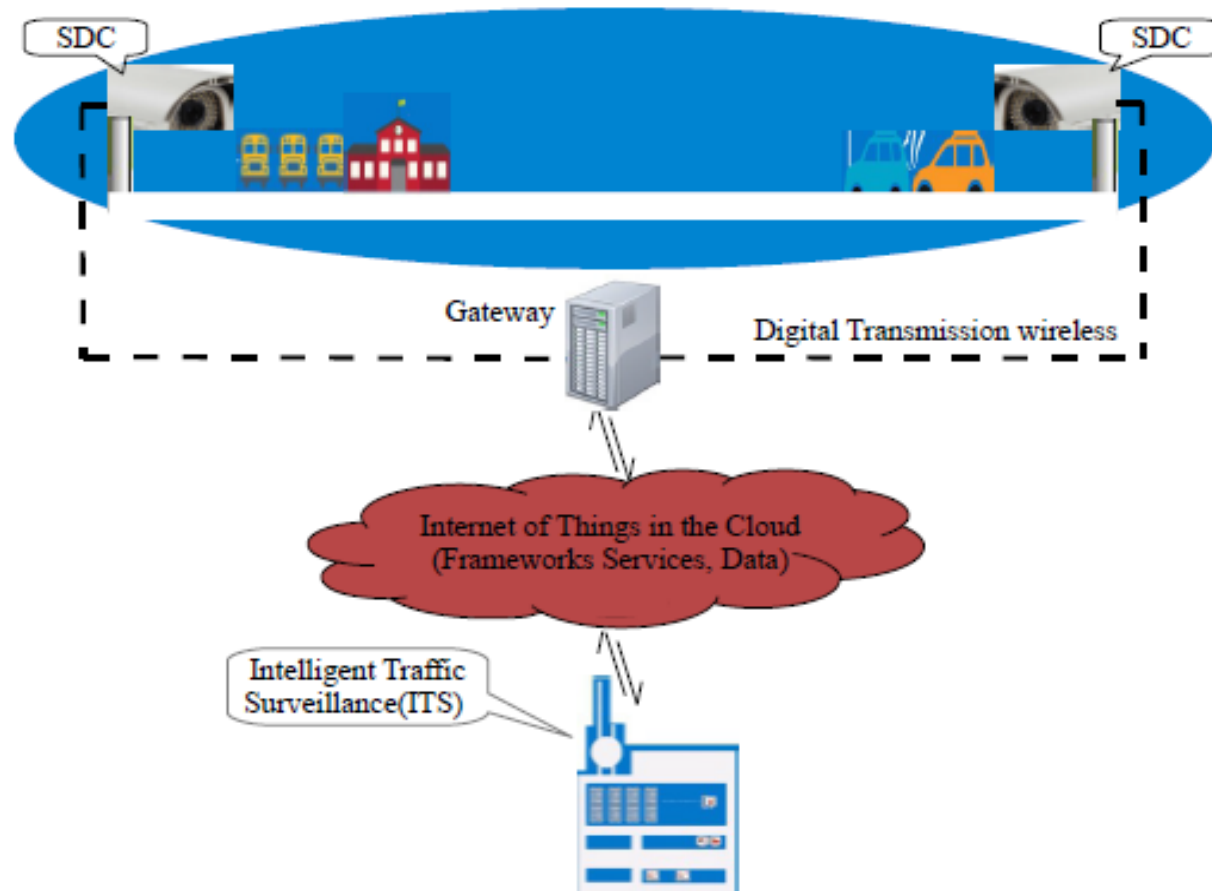 SDC
SDC
Gateway
Digital Transmission wireless
Internet of Things in the Cloud
(Frameworks Services, Data)
Intelligent Traffic
Surveillance(ITS)